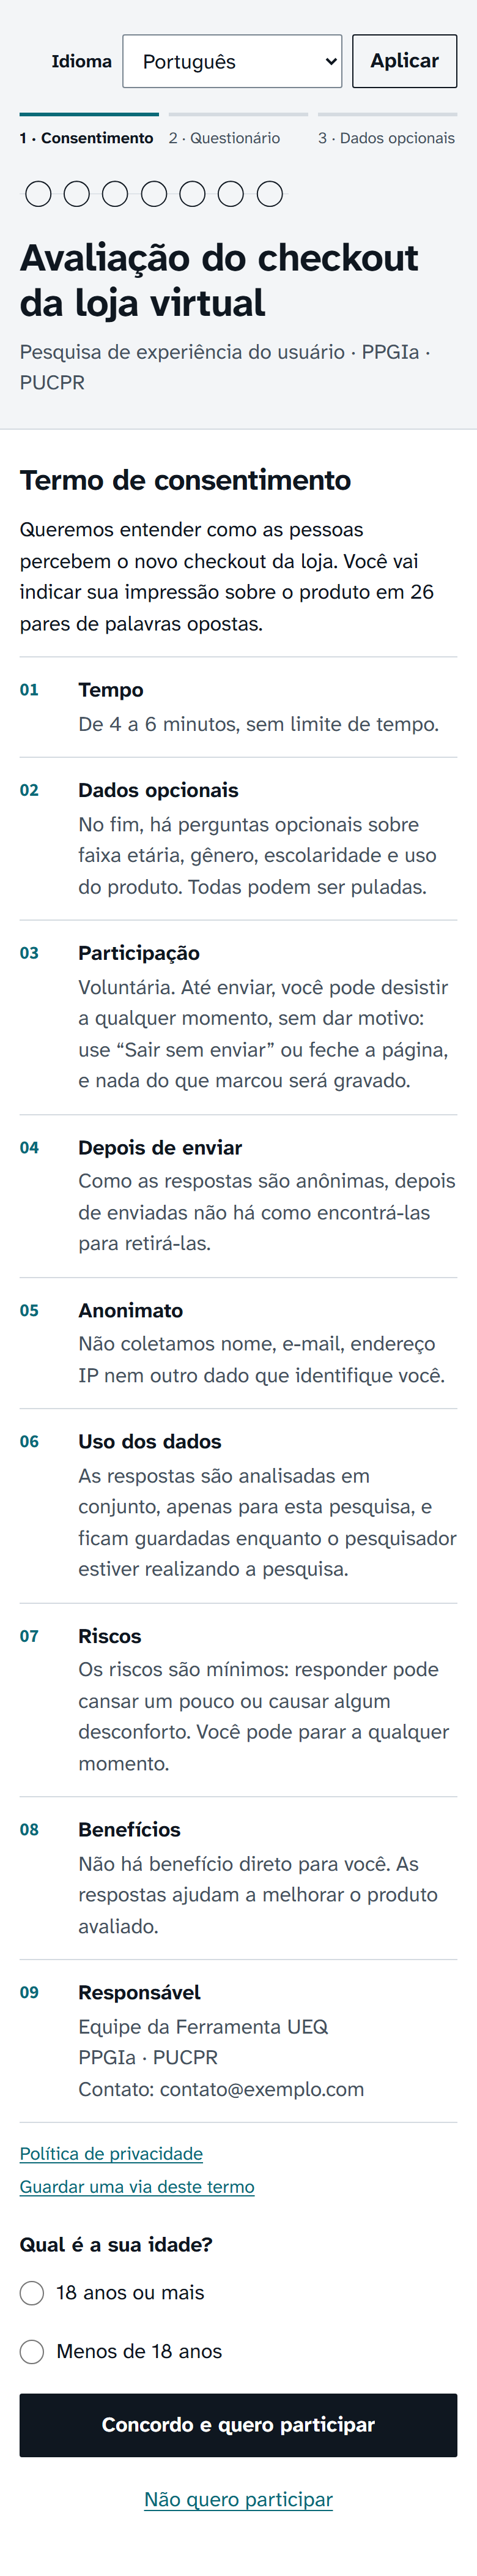 Idioma
Português
Aplicar
1 · Consentimento
2 · Questionário
3 · Dados opcionais
Avaliação do checkout
da loja virtual
Pesquisa de experiência do usuário · PPGIa ·
PUCPR
Termo de consentimento
Queremos entender como as pessoas
percebem o novo checkout da loja. Você vai
indicar sua impressão sobre o produto em 26
pares de palavras opostas.
01
Tempo
De 4 a 6 minutos, sem limite de tempo.
02
Dados opcionais
No fim, há perguntas opcionais sobre
faixa etária, gênero, escolaridade e uso
do produto. Todas podem ser puladas.
03
Participação
Voluntária. Até enviar, você pode desistir
a qualquer momento, sem dar motivo:
use “Sair sem enviar” ou feche a página,
e nada do que marcou será gravado.
04
Depois de enviar
Como as respostas são anônimas, depois
de enviadas não há como encontrá-las
para retirá-las.
05
Anonimato
Não coletamos nome, e-mail, endereço
IP nem outro dado que identifique você.
06
Uso dos dados
As respostas são analisadas em
conjunto, apenas para esta pesquisa, e
ficam guardadas enquanto o pesquisador
estiver realizando a pesquisa.
07
Riscos
Os riscos são mínimos: responder pode
cansar um pouco ou causar algum
desconforto. Você pode parar a qualquer
momento.
08
Benefícios
Não há benefício direto para você. As
respostas ajudam a melhorar o produto
avaliado.
09
Responsável
Equipe da Ferramenta UEQ
PPGIa · PUCPR
Contato: contato@exemplo.com
Política de privacidade
Guardar uma via deste termo
Qual é a sua idade?
18 anos ou mais
Menos de 18 anos
Concordo e quero participar
Não quero participar